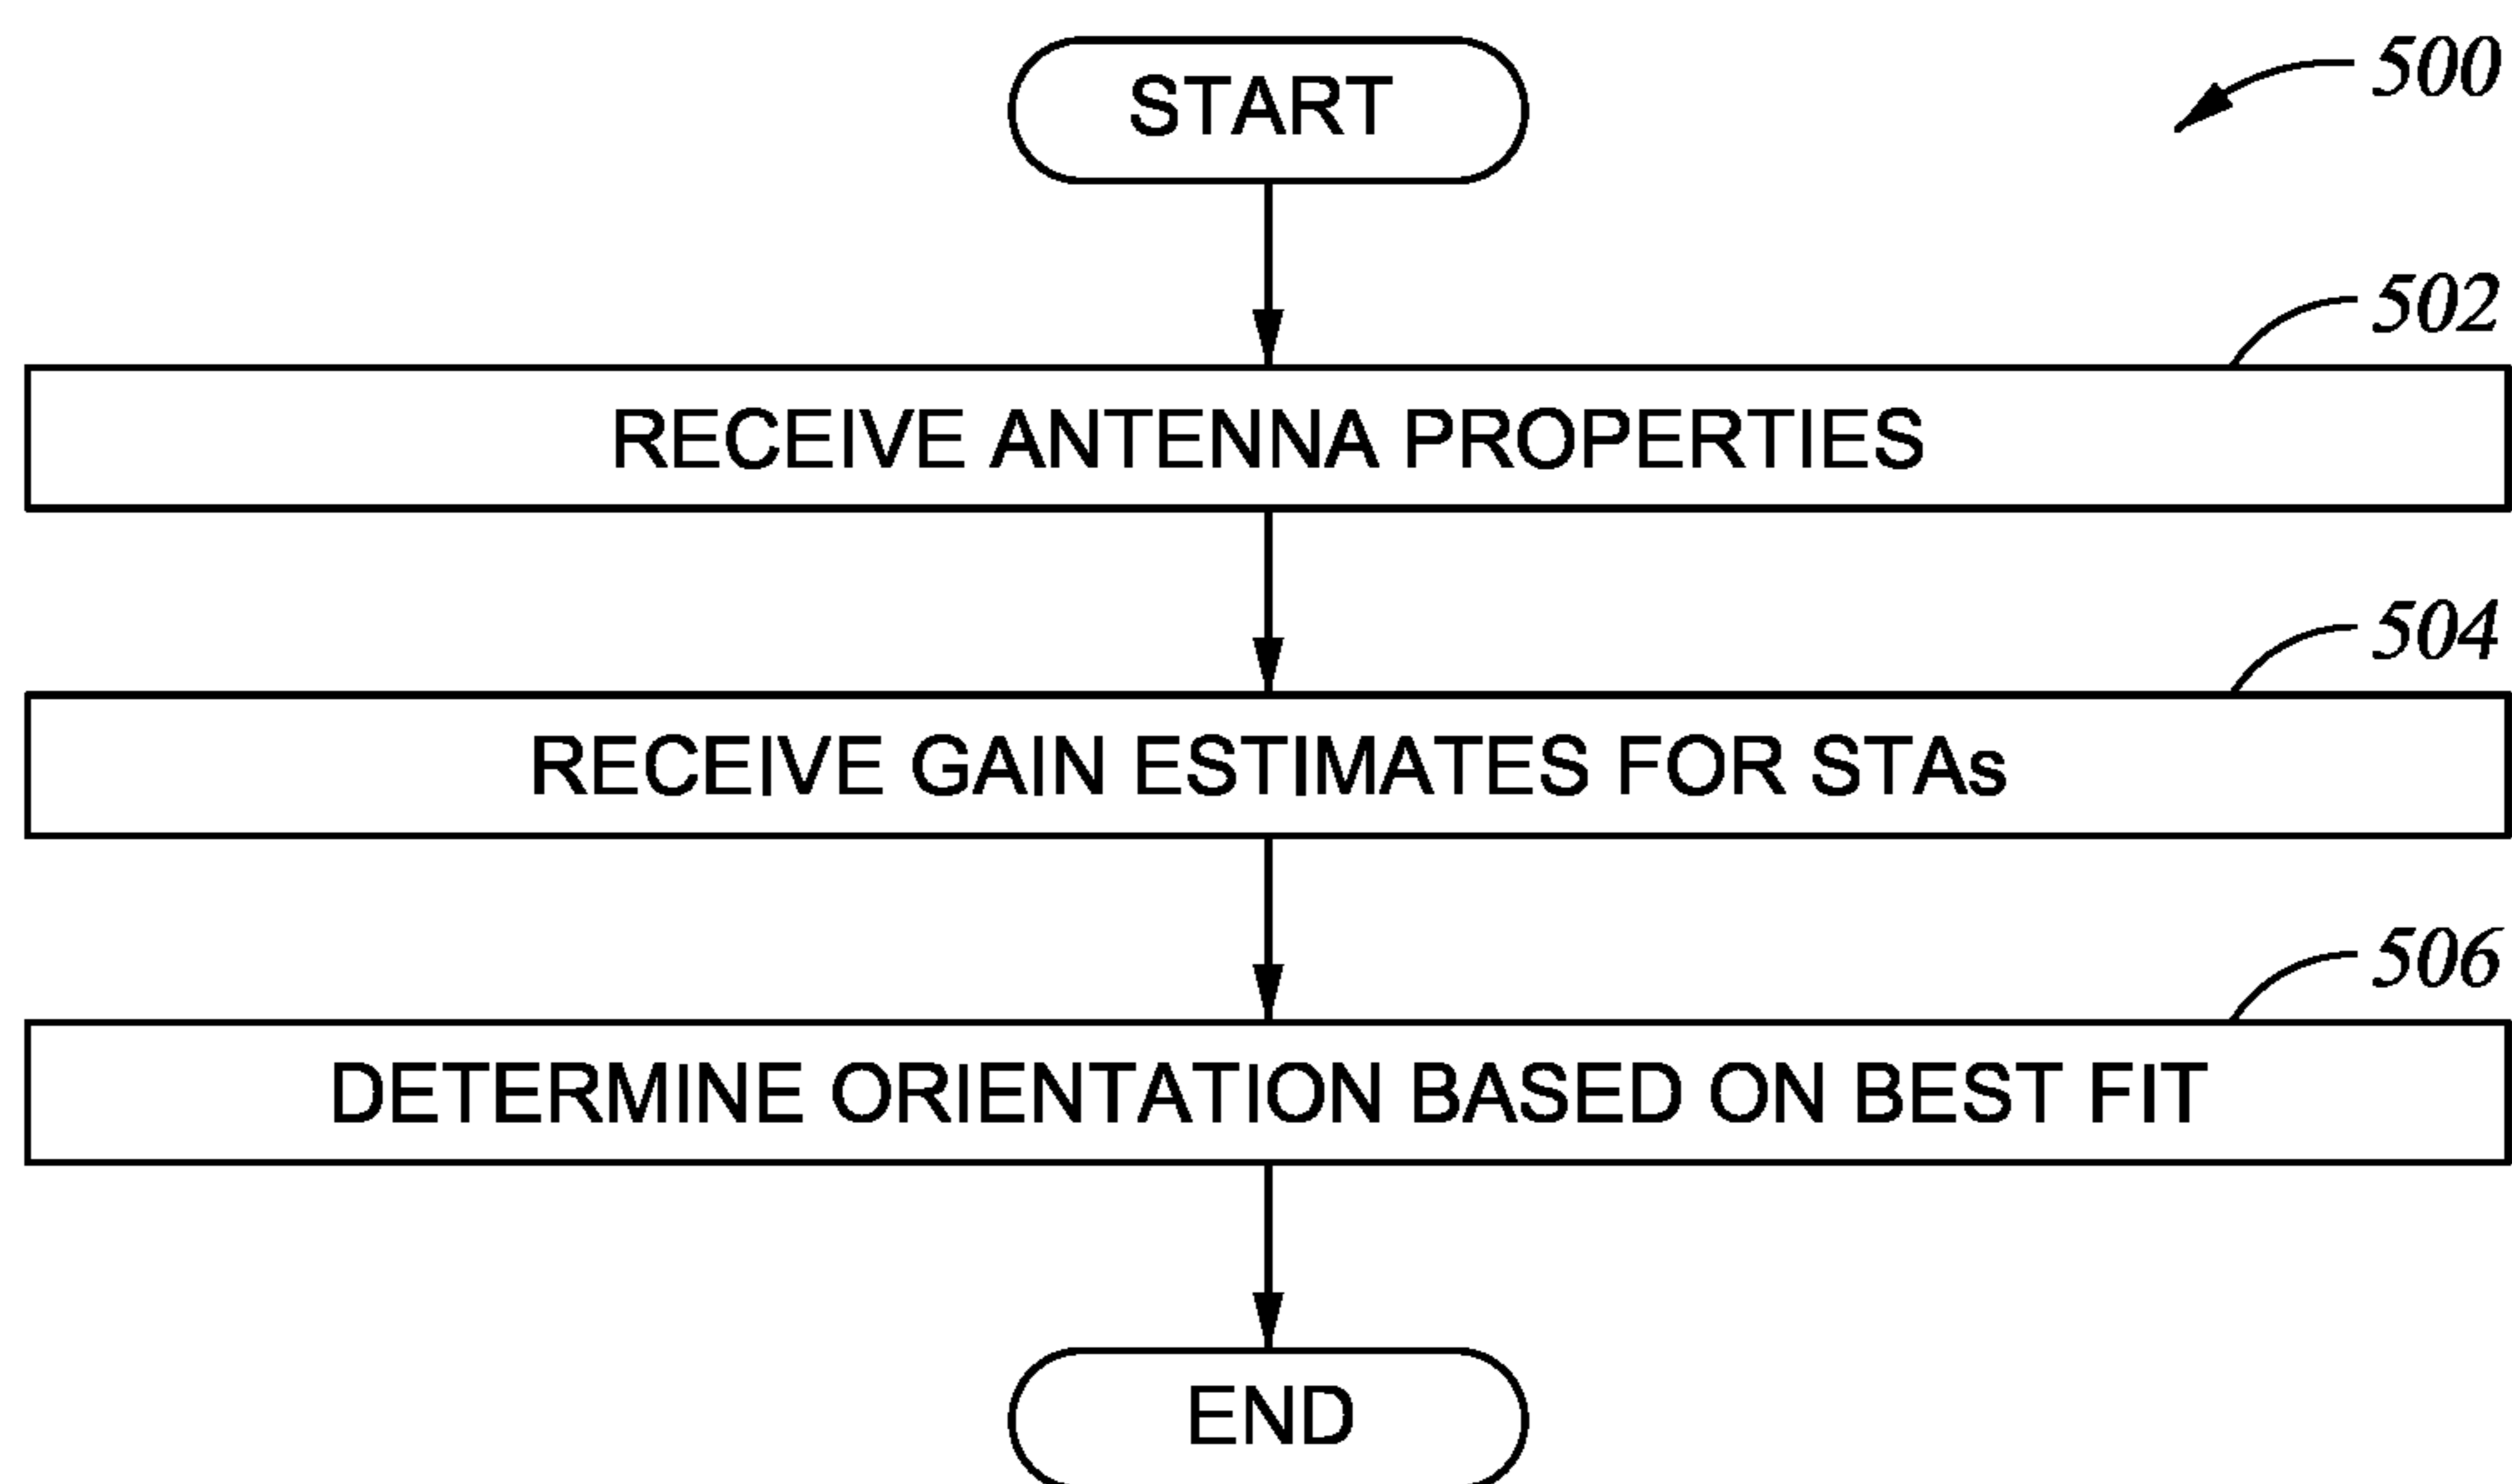 START
500
502
RECEIVE ANTENNA PROPERTIES
504
RECEIVE GAIN ESTIMATES FOR STAs
506
DETERMINE ORIENTATION BASED ON BEST FIT
END